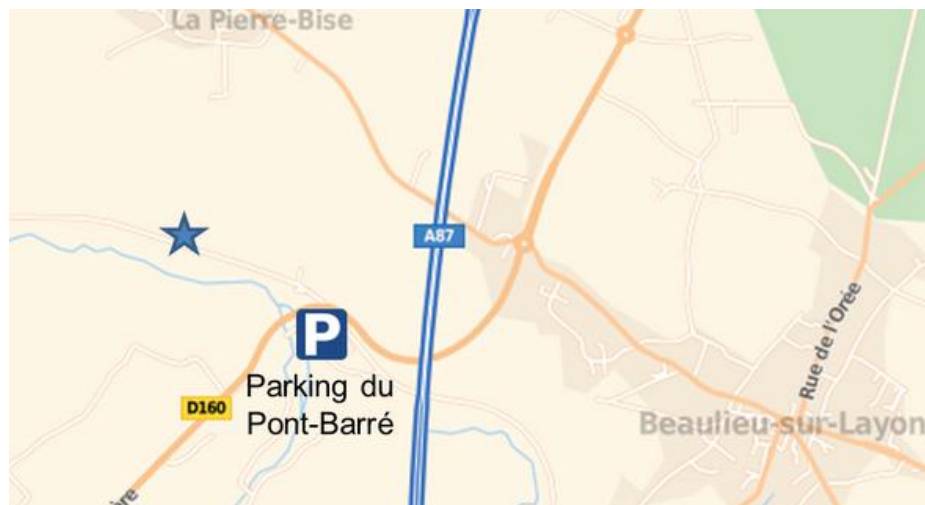 La Pierre-Bise
A87
Rue de l'Orée
P
Parking du
Pont-Barré
D160
Beaulieu-sur-Layon